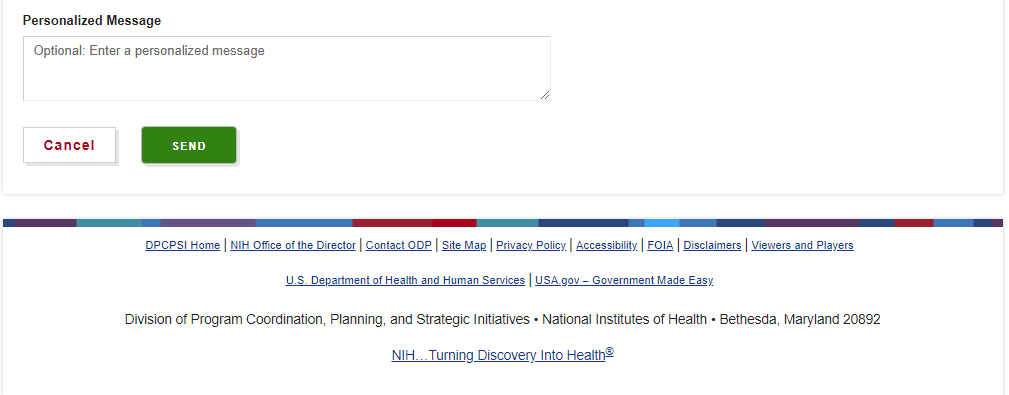 Personalized Message
Optional: Enter a personalized message
Cancel SEND
DPCPSI Home | NIH Office of the Director | Contact ODP | Site Map | Privacy Policy | Accessibility | FOIA | Disclaimers | Viewers and Players
U.S. Department of Health and Human Services | USA.gov – Government Made Easy
Division of Program Coordination, Planning, and Strategic Initiatives • National Institutes of Health • Bethesda, Maryland 20892
NIH…Turning Discovery Into Health®